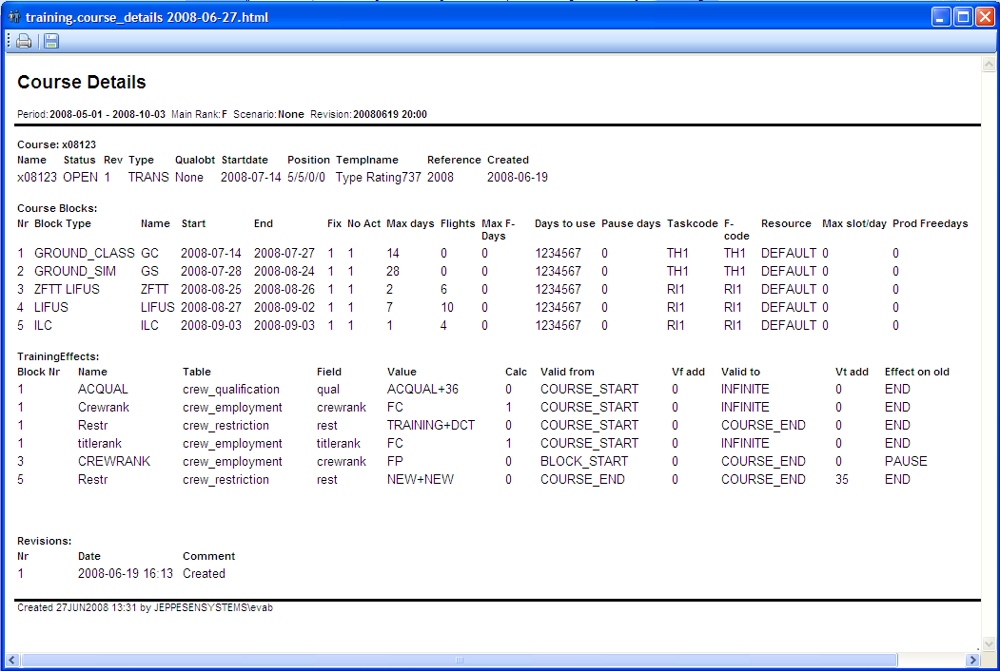 training.course_details 2008-06-27.html
Course Details
Period: 2008-05-01 - 2008-10-03 Main Rank: F Scenario: None Revision: 20080619 20:00
Course: x08123
Name Status Rev Type Qualobt Startdate Position Templname Reference Created
x08123 OPEN 1 TRANS None 2008-07-14 5/5/0/0 Type Rating737 2008 2008-06-19
Course Blocks:
Nr Block Type Name Start End Fix No Act Max days Flights Max F-Days Days to use Pause days Taskcode F-code Resource Max slot/day Prod Freedays
1 GROUND_CLASS GC 2008-07-14 2008-07-27 1 1 14 0 0 1234567 0 TH1 TH1 DEFAULT 0 0
2 GROUND_SIM GS 2008-07-28 2008-08-24 1 1 28 0 0 1234567 0 TH1 TH1 DEFAULT 0 0
3 ZFTT LIFUS ZFTT 2008-08-25 2008-08-26 1 1 2 6 0 1234567 0 RI1 RI1 DEFAULT 0 0
4 LIFUS LIFUS 2008-08-27 2008-09-02 1 1 7 10 0 1234567 0 RI1 RI1 DEFAULT 0 0
5 ILC ILC 2008-09-03 2008-09-03 1 1 1 4 0 1234567 0 RI1 RI1 DEFAULT 0 0
TrainingEffects:
Block Nr Name Table Field Value Calc Valid from Vf add Valid to Vt add Effect on old
1 ACQUAL crew_qualification qual ACQUAL+36 0 COURSE_START 0 INFINITE 0 END
1 Crewrank crew_employment crewrank FC 1 COURSE_START 0 INFINITE 0 END
1 Restr crew_restriction rest TRAINING+DCT 0 COURSE_START 0 COURSE_END 0 END
1 titlerank crew_employment titlerank FC 1 COURSE_START 0 INFINITE 0 END
3 CREWRANK crew_employment crewrank FP 0 BLOCK_START 0 COURSE_END 0 PAUSE
5 Restr crew_restriction rest NEW+NEW 0 COURSE_END 0 COURSE_END 35 END
Revisions:
Nr Date Comment
1 2008-06-19 16:13 Created
Created 27JUN2008 13:31 by JEPPESENSYSTEMS\evab